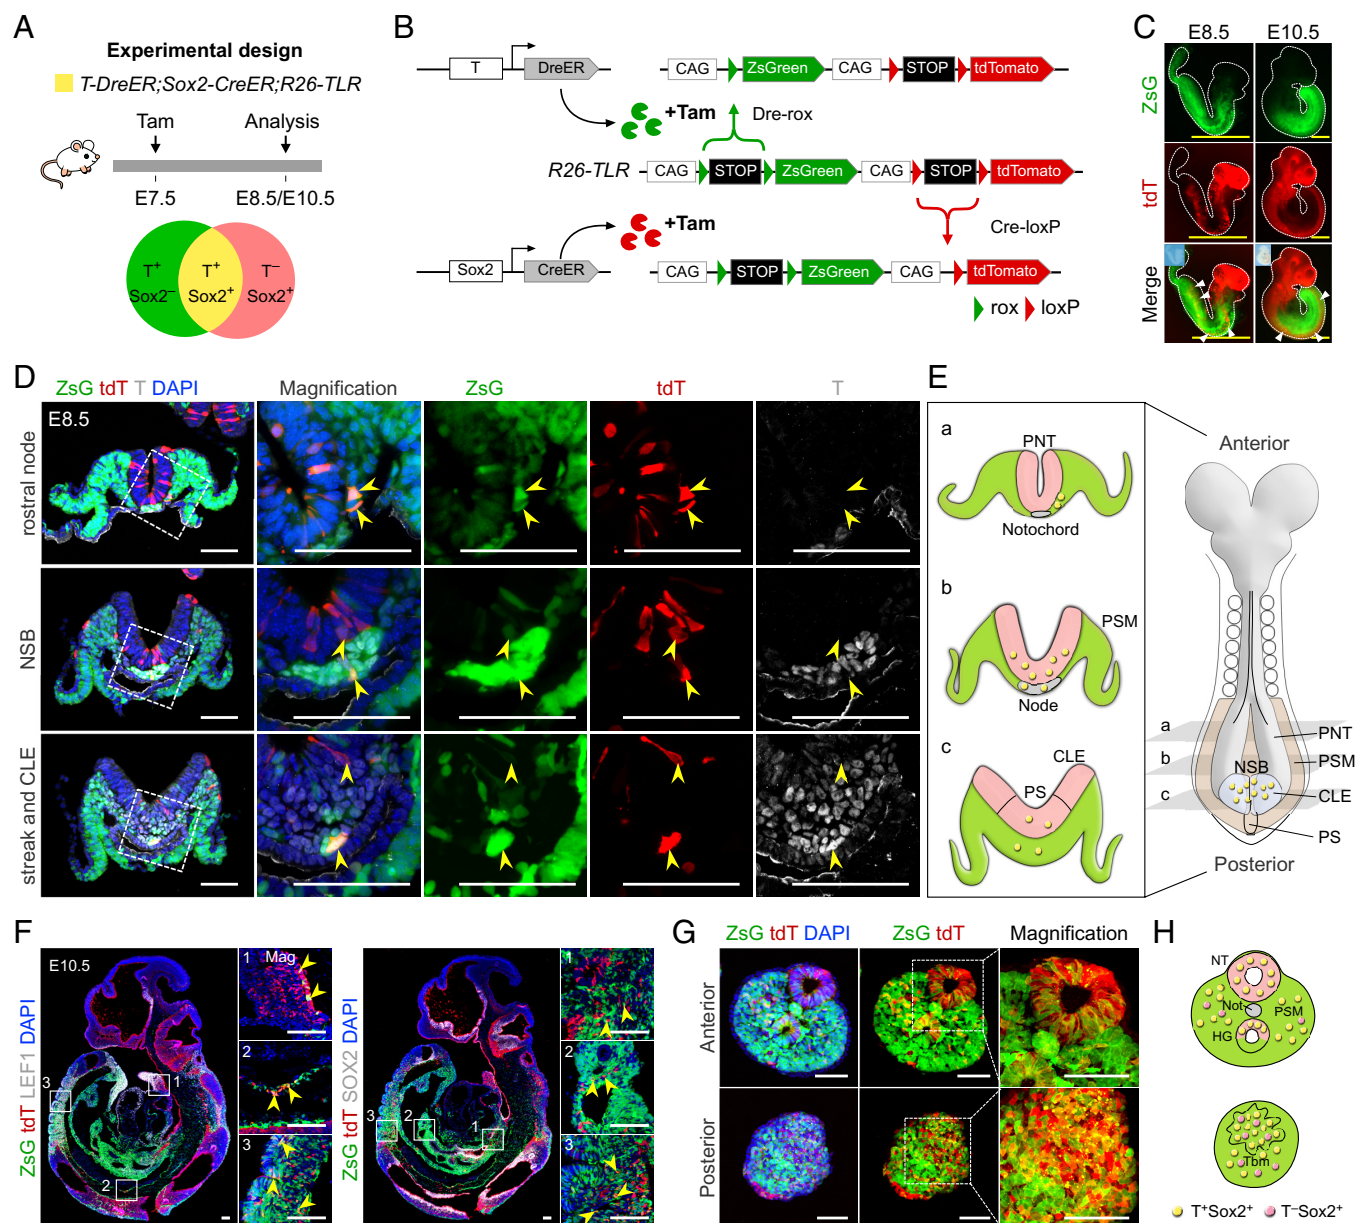 A
Experimental design
T-DreER;Sox2-CreER;R26-TLR
Tam Analysis
E7.5 E8.5/E10.5
T+ Sox2–
T+ Sox2+
T– Sox2+
B
T DreER
CAG ZsGreen CAG STOP tdTomato
+Tam Dre-rox
R26-TLR CAG STOP ZsGreen CAG STOP tdTomato
+Tam Cre-loxP
Sox2 CreER
CAG STOP ZsGreen CAG tdTomato
rox loxP
C
E8.5 E10.5
ZsG
tdT
Merge
D
ZsG tdT T DAPI Magnification ZsG tdT T
E8.5
rostral node
NSB
streak and CLE
E
a
PNT
Notochord
b
PSM
Node
c
CLE
PS
Anterior
a
b
c
NSB
PNT
PSM
CLE
PS
Posterior
F
E10.5
ZsG tdT LEF1 DAPI
1
2
3
1 Mag
2
3
ZsG tdT SOX2 DAPI
1
2
3
1
2
3
G
ZsG tdT DAPI ZsG tdT Magnification
Anterior
Posterior
H
NT
Not
PSM
HG
Tbm
T+Sox2+ T–Sox2+